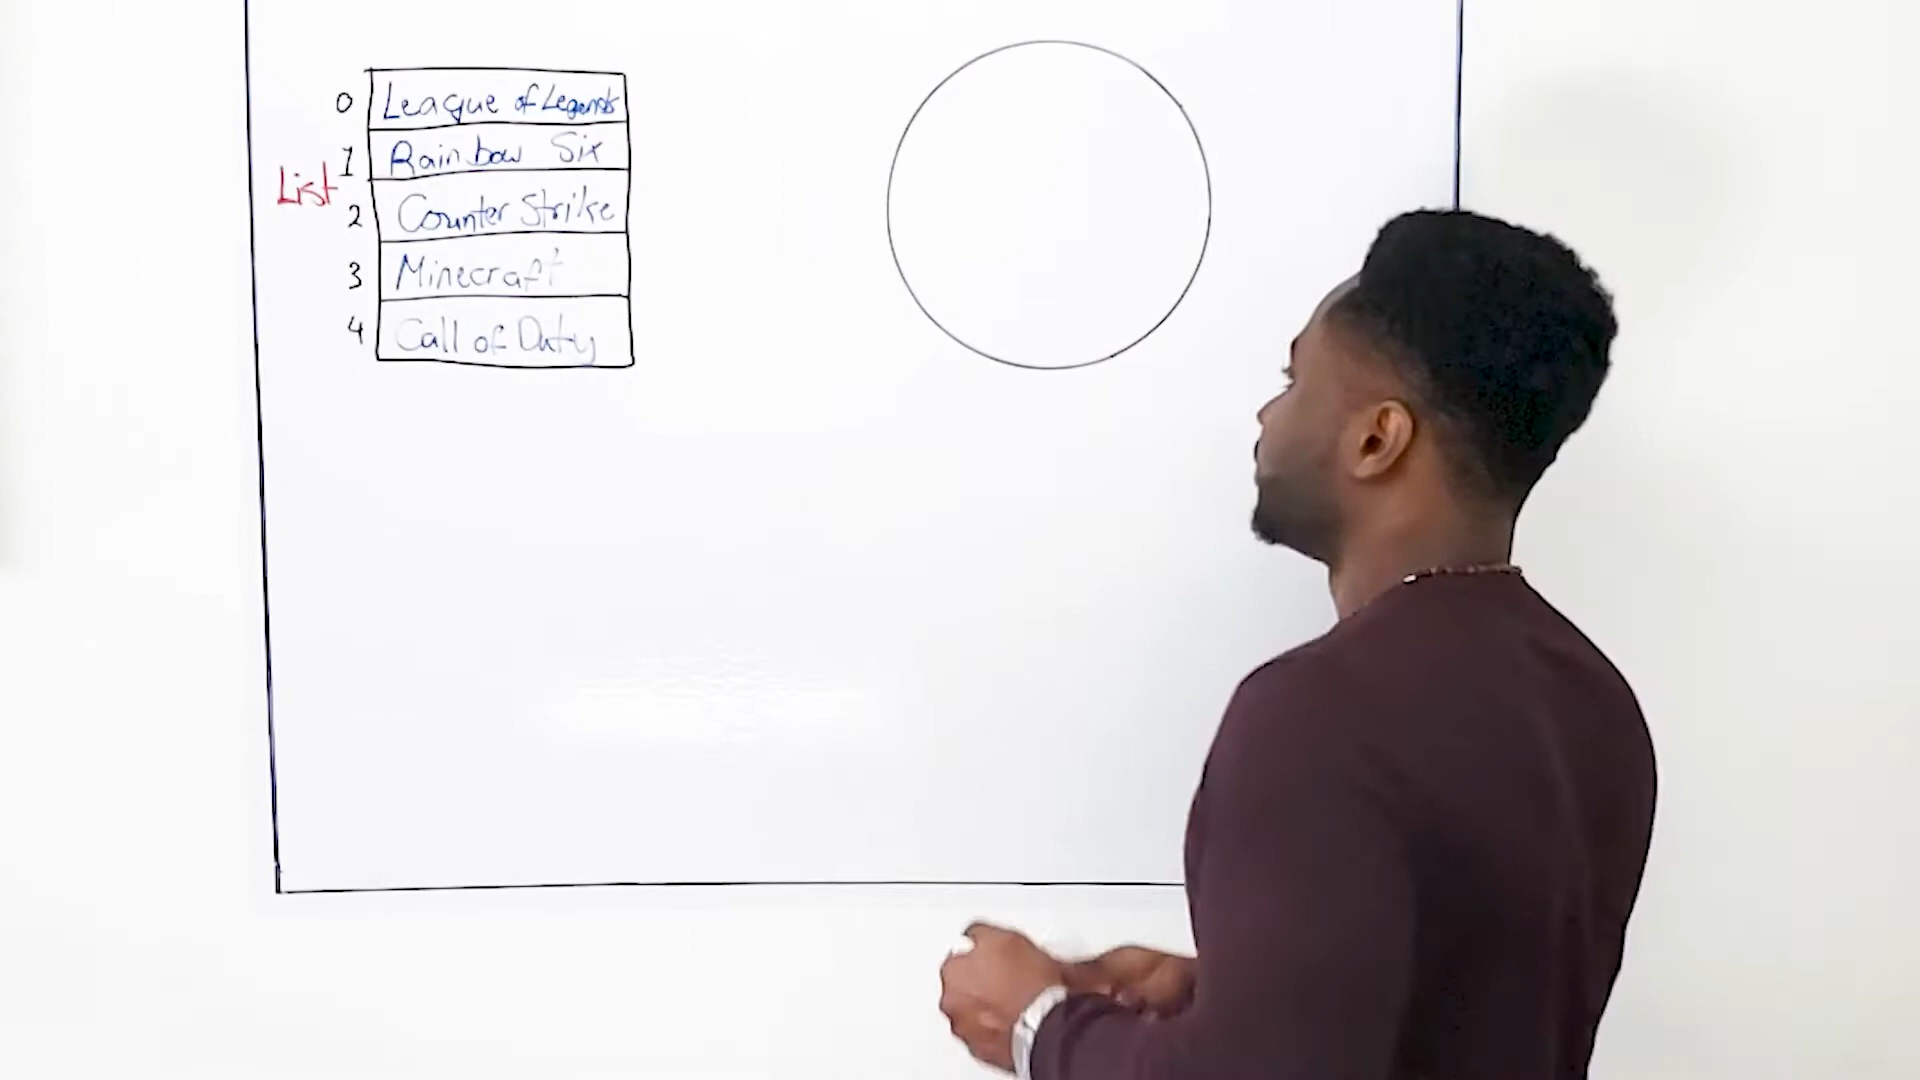 0 League of Legends
1 Rainbow Six
List
2 Counter Strike
3 Minecraft
4 Call of Duty